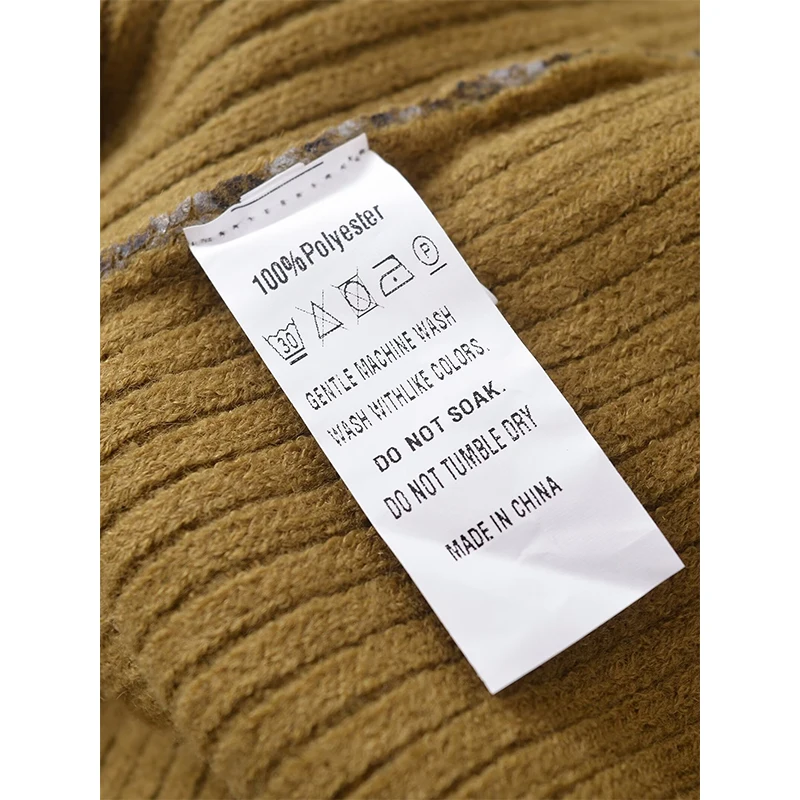 100%Polyester
30 P
GENTLE MACHINE WASH
WASH WITHLIKE COLORS.
DO NOT SOAK.
DO NOT TUMBLE DRY
MADE IN CHINA